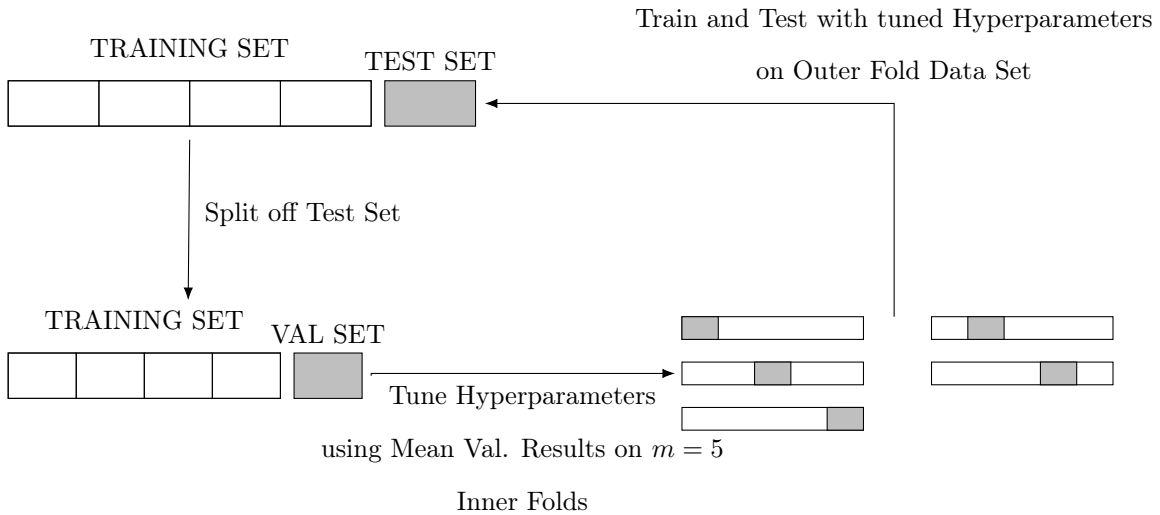 Train and Test with tuned Hyperparameters
on Outer Fold Data Set
TRAINING SET
TEST SET
Split off Test Set
TRAINING SET
VAL SET
Tune Hyperparameters
using Mean Val. Results on m = 5
Inner Folds